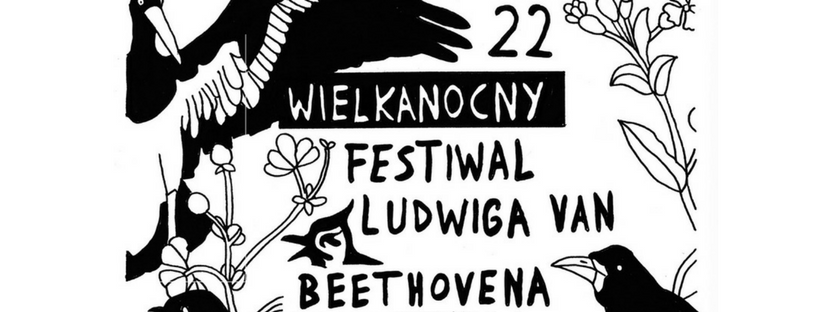 22
WIELKANOCNY
FESTIWAL
LUDWIGA VAN
BEETHOVENA